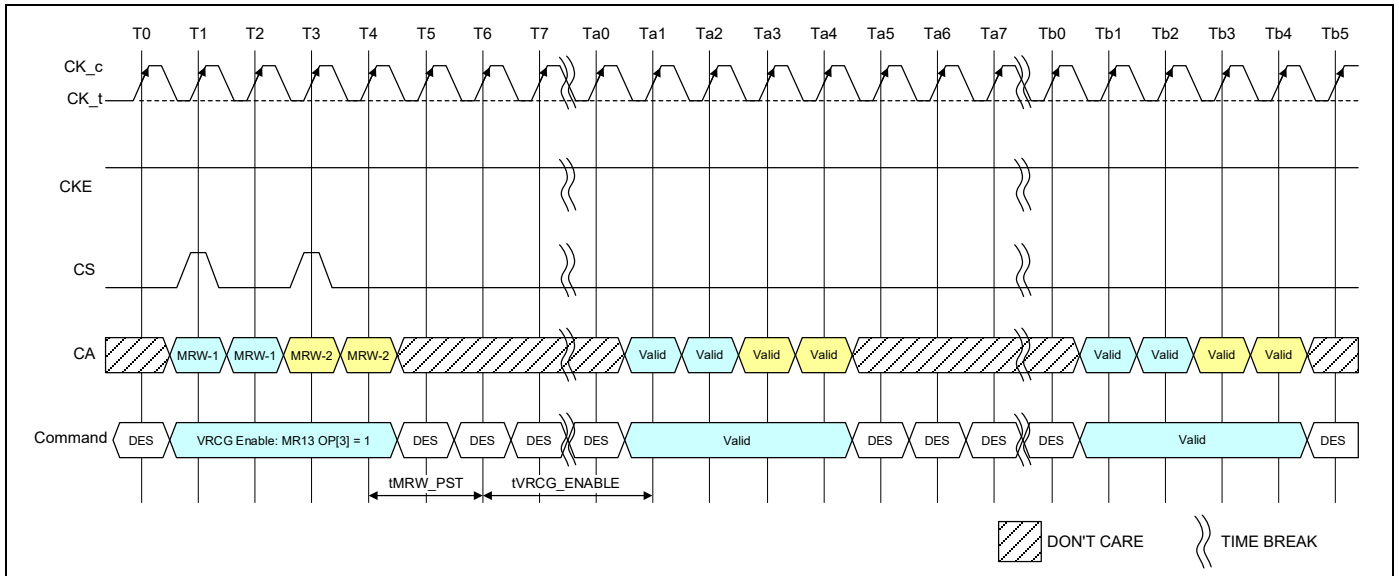 T0 T1 T2 T3 T4 T5 T6 T7 Ta0 Ta1 Ta2 Ta3 Ta4 Ta5 Ta6 Ta7 Tb0 Tb1 Tb2 Tb3 Tb4 Tb5
CK_c
CK_t
CKE
CS
CA MRW-1 MRW-1 MRW-2 MRW-2 Valid Valid Valid Valid Valid Valid Valid Valid
Command DES VRCG Enable: MR13 OP[3] = 1 DES DES DES DES Valid DES DES DES DES Valid DES
tMRW_PST tVRCG_ENABLE
DON'T CARE TIME BREAK